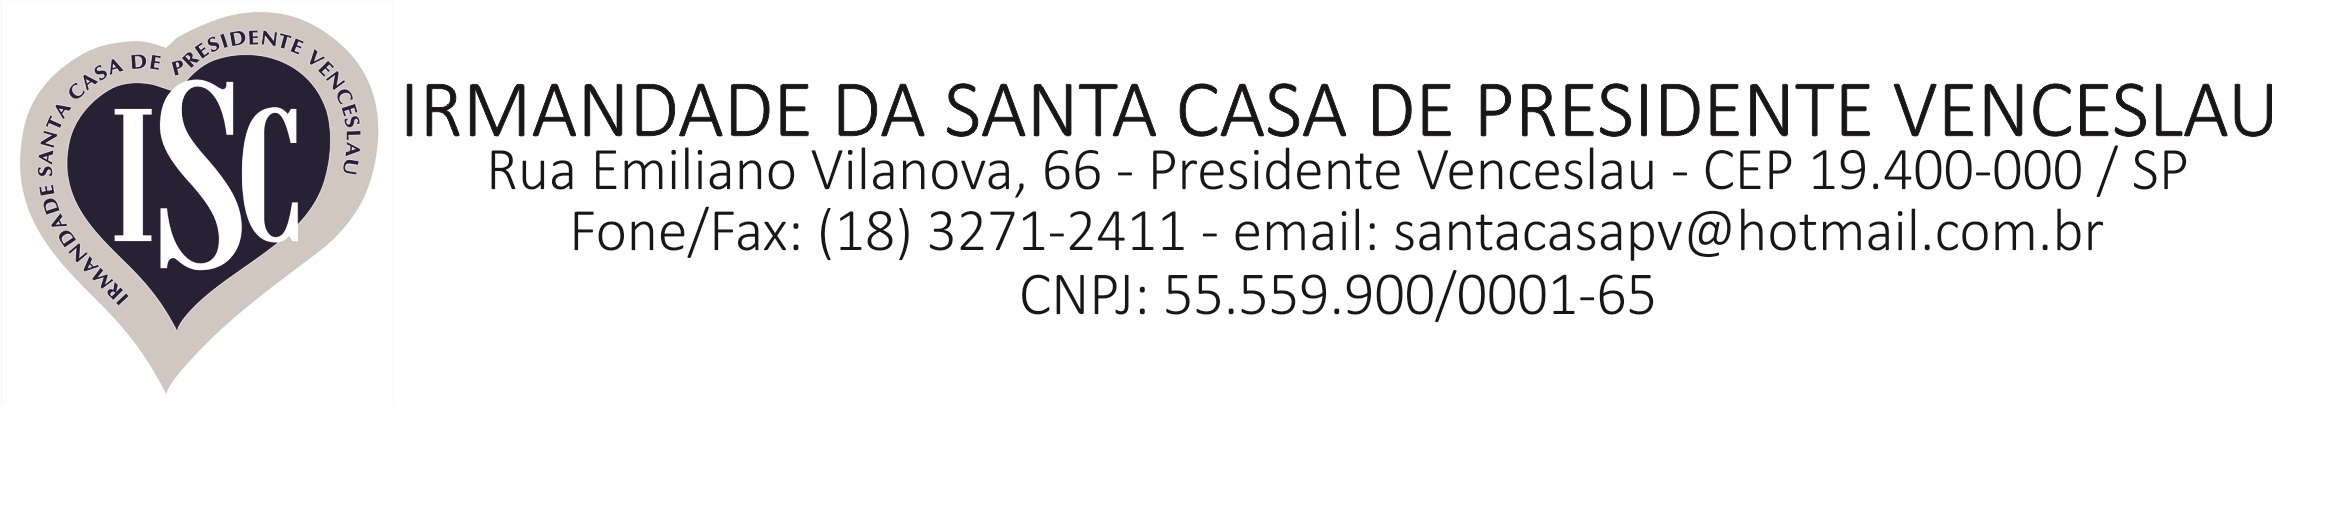 IRMANDADE SANTA CASA DE PRESIDENTE VENCESLAU
ISC
IRMANDADE DA SANTA CASA DE PRESIDENTE VENCESLAU
Rua Emiliano Vilanova, 66 - Presidente Venceslau - CEP 19.400-000 / SP
Fone/Fax: (18) 3271-2411 - email: santacasapv@hotmail.com.br
CNPJ: 55.559.900/0001-65